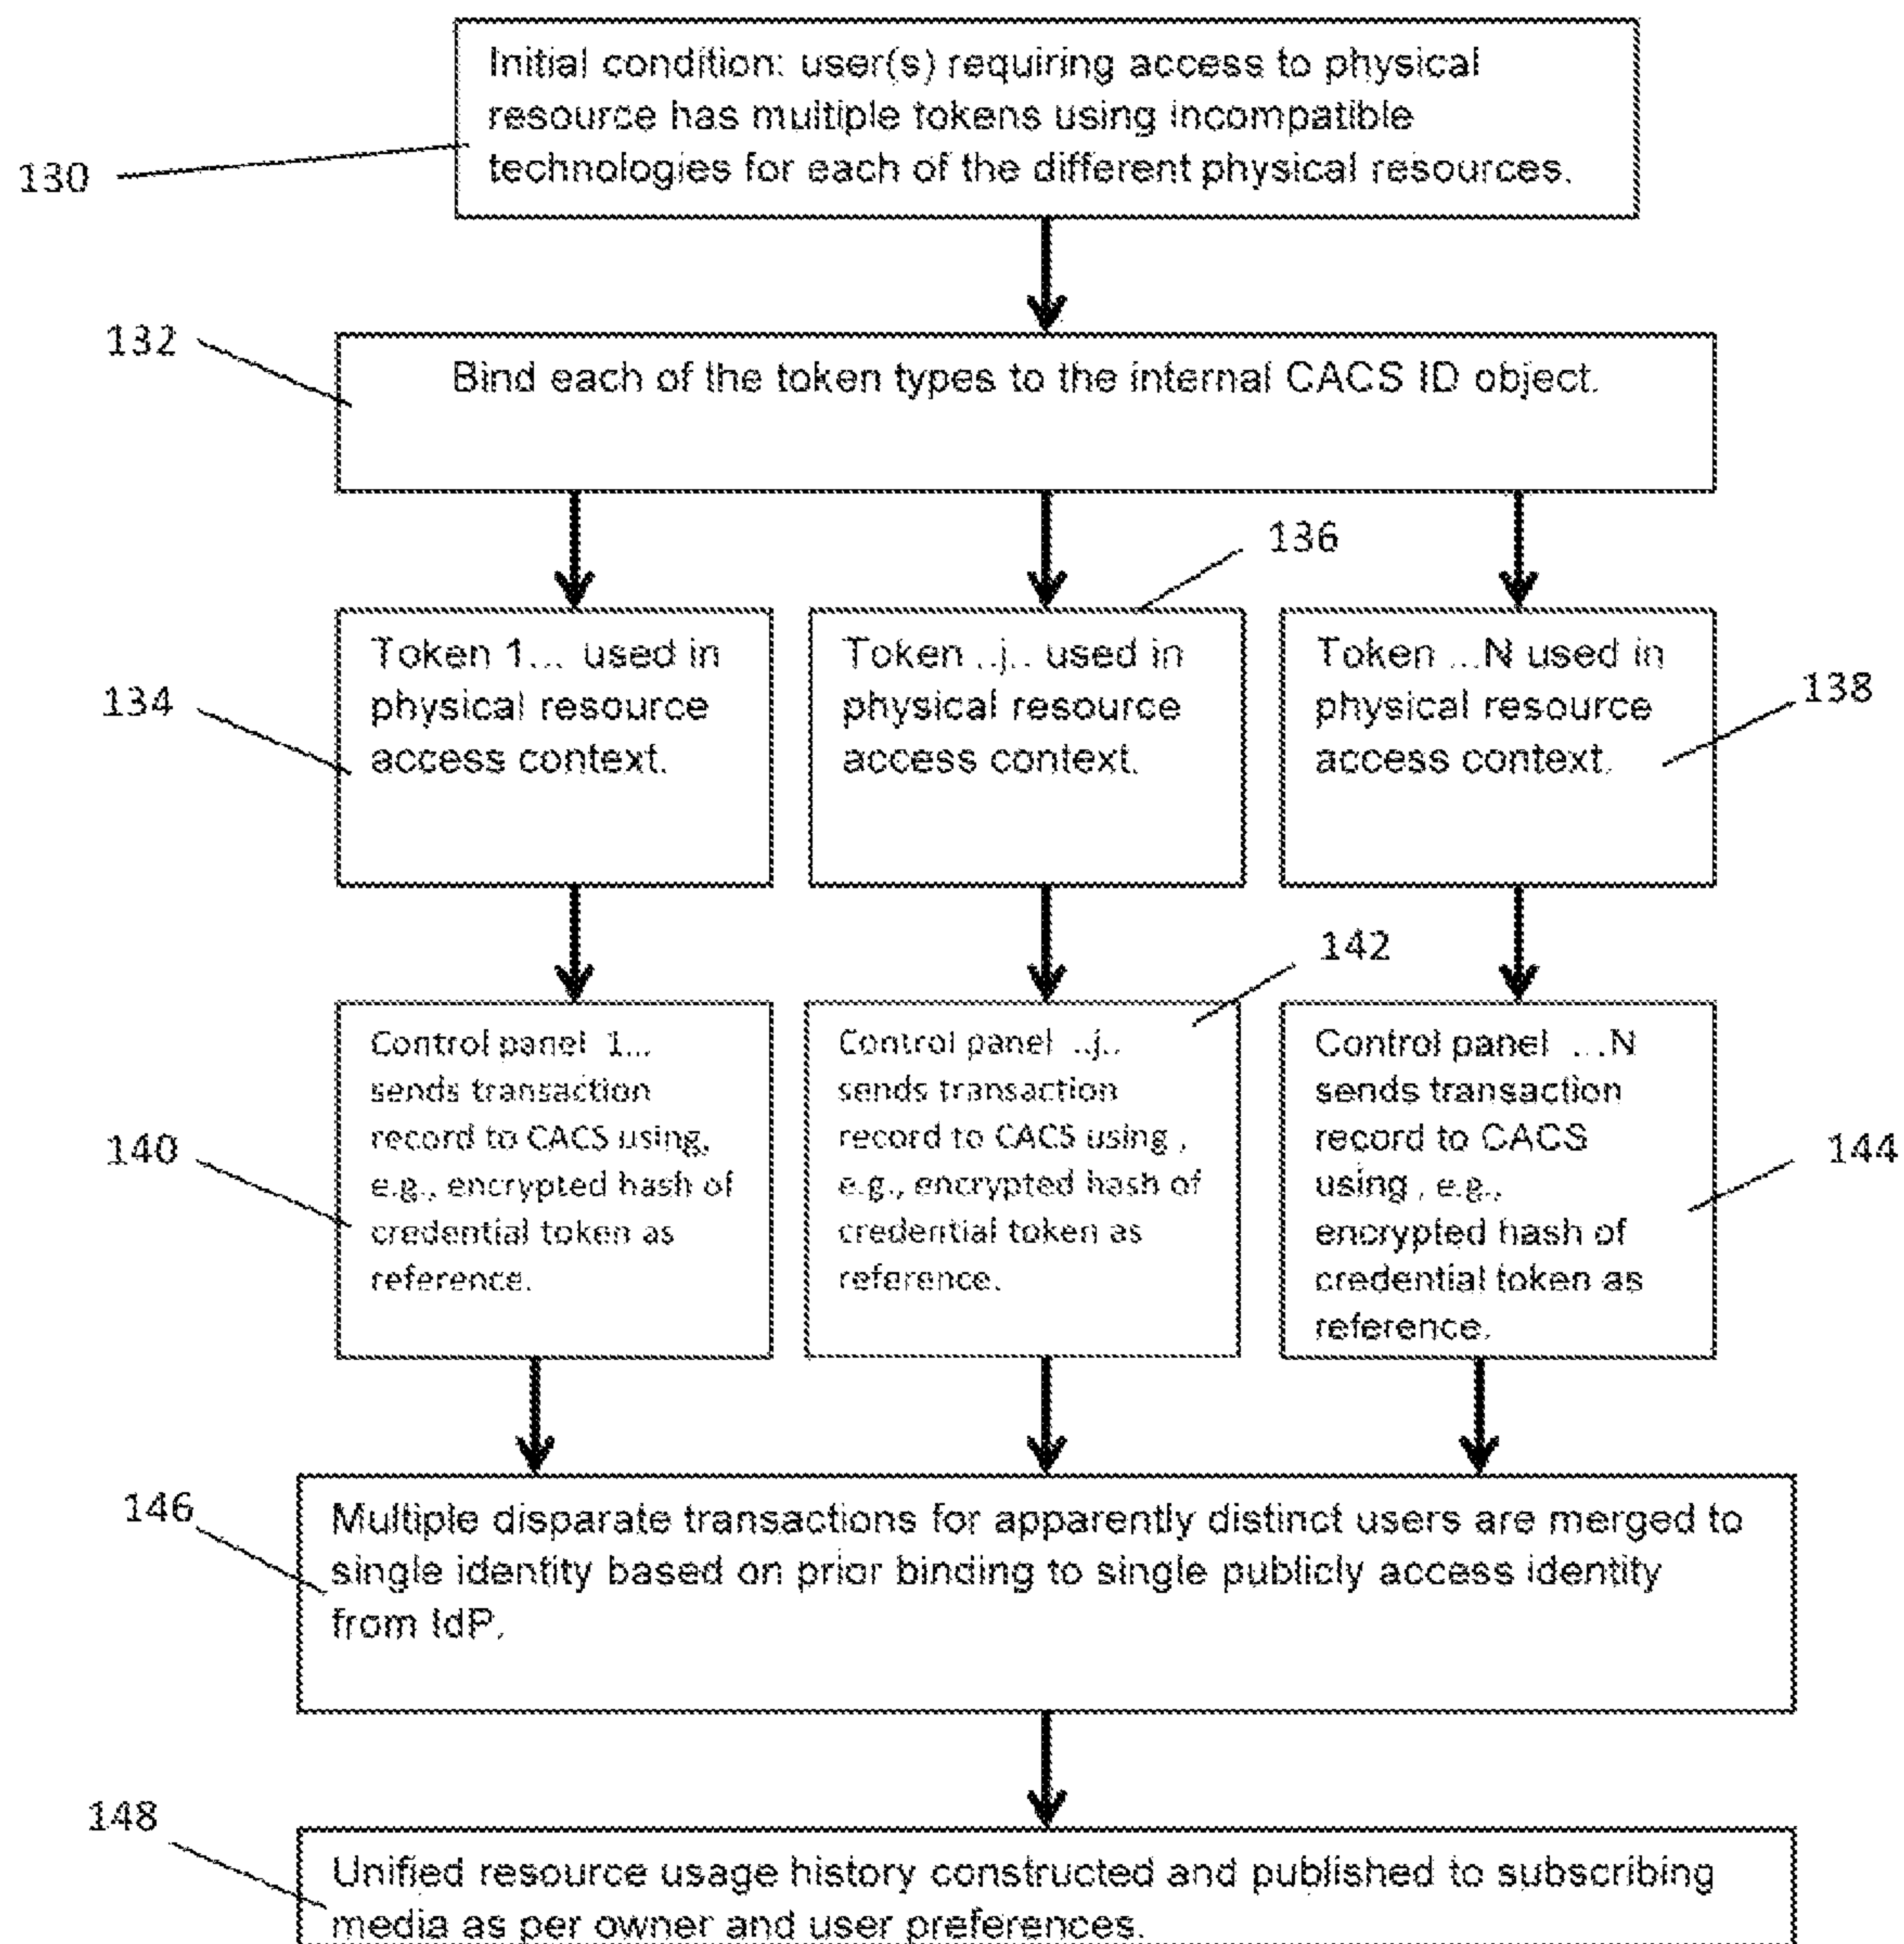 Initial condition: user(s) requiring access to physical
resource has multiple tokens using incompatible
technologies for each of the different physical resources.
130
132
Bind each of the token types to the internal CACS ID object.
136
Token 1... used in
physical resource
access context.
134
Token ..j.. used in
physical resource
access context.
Token ...N used in
physical resource
access context.
138
142
Control panel 1...
sends transaction
record to CACS using,
e.g., encrypted hash of
credential token as
reference.
140
Control panel ..j..
sends transaction
record to CACS using ,
e.g., encrypted hash of
credential token as
reference.
Control panel ...N
sends transaction
record to CACS
using , e.g.,
encrypted hash of
credential token as
reference.
144
146
Multiple disparate transactions for apparently distinct users are merged to
single identity based on prior binding to single publicly access identity
from IdP.
148
Unified resource usage history constructed and published to subscribing
media as per owner and user preferences.